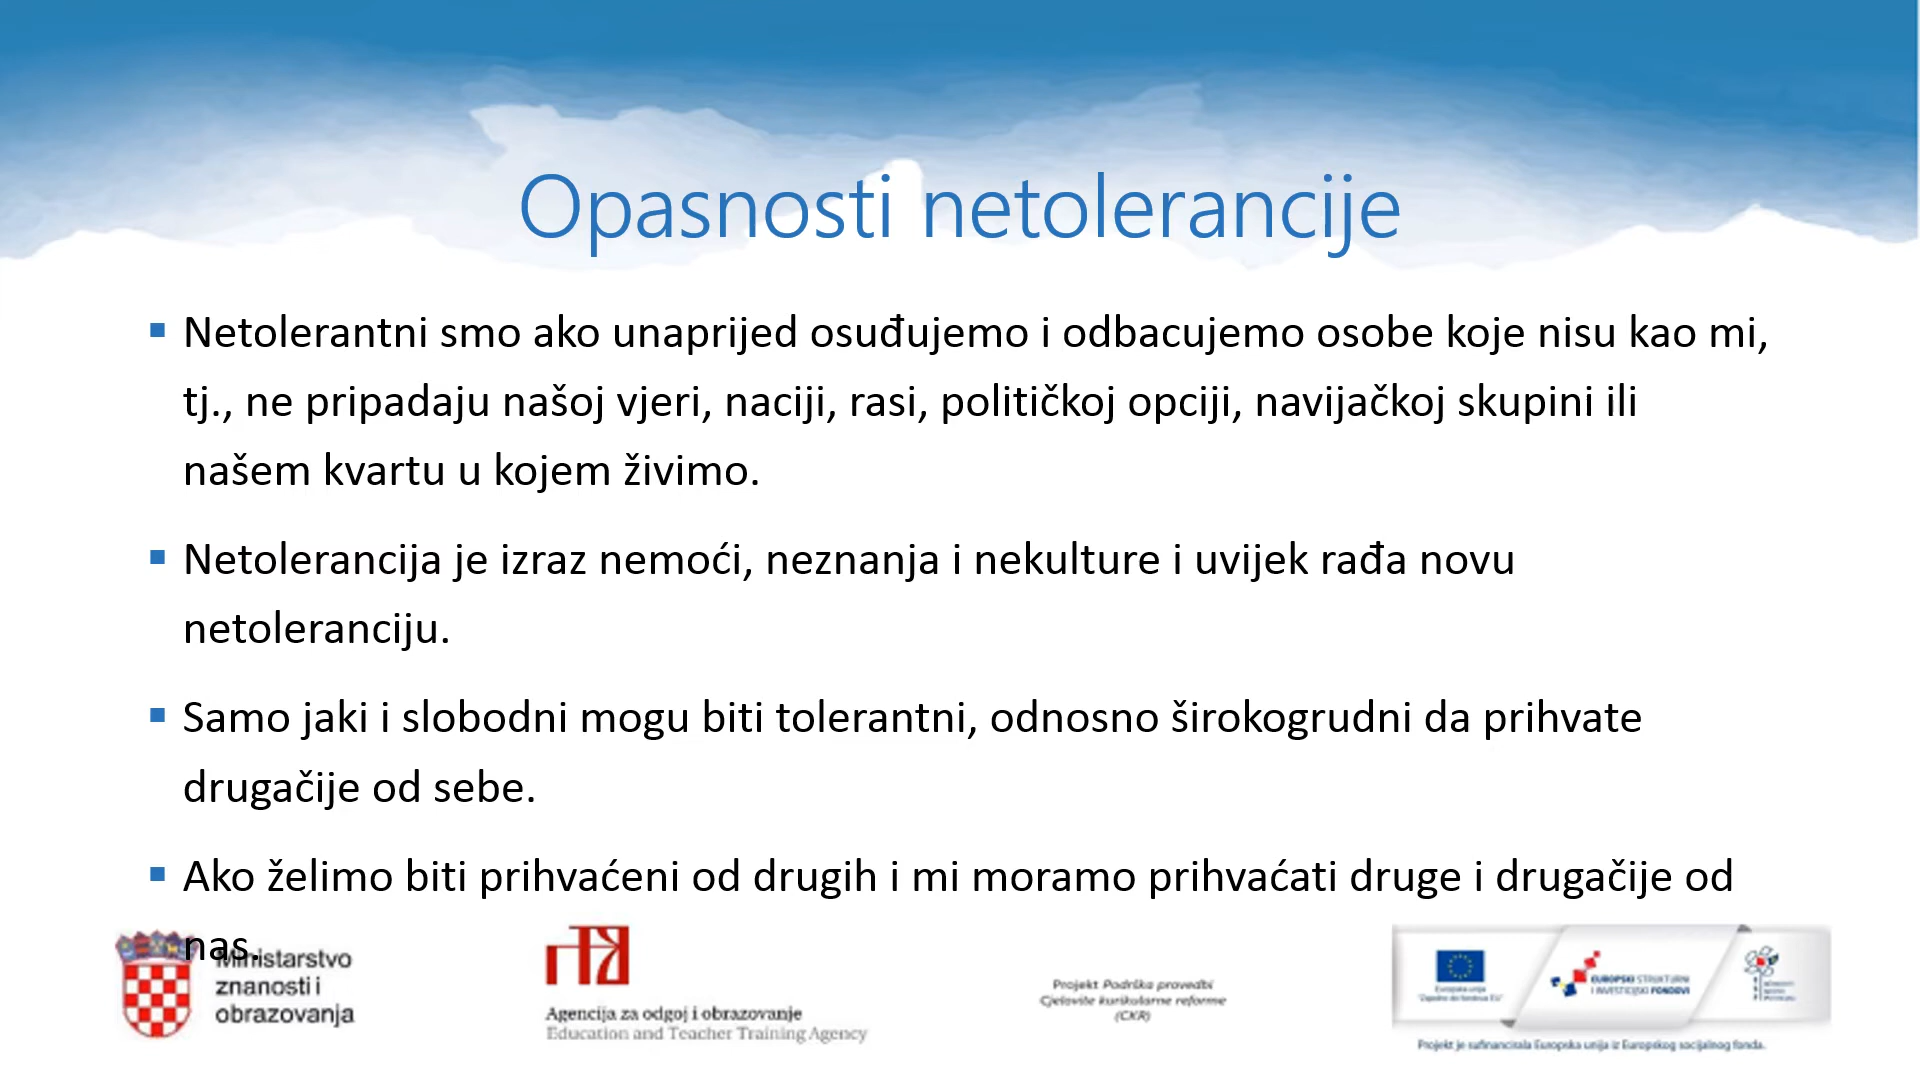 Opasnosti netolerancije
Netolerantni smo ako unaprijed osuđujemo i odbacujemo osobe koje nisu kao mi,
tj., ne pripadaju našoj vjeri, naciji, rasi, političkoj opciji, navijačkoj skupini ili
našem kvartu u kojem živimo.
Netolerancija je izraz nemoći, neznanja i nekulture i uvijek rađa novu
netoleranciju.
Samo jaki i slobodni mogu biti tolerantni, odnosno širokogrudni da prihvate
drugačije od sebe.
Ako želimo biti prihvaćeni od drugih i mi moramo prihvaćati druge i drugačije od
nas.
Ministarstvo
znanosti i
obrazovanja
Agencija za odgoj i obrazovanje
Education and Teacher Training Agency
Projekt Podrška provedbi
Cjelovite kurikularne reforme
(CKR)
Europska unija
EUROPSKI STRUKTURNI
I INVESTICIJSKI FONDOVI
Projekt je sufinancirala Europska unija iz Europskog socijalnog fonda.